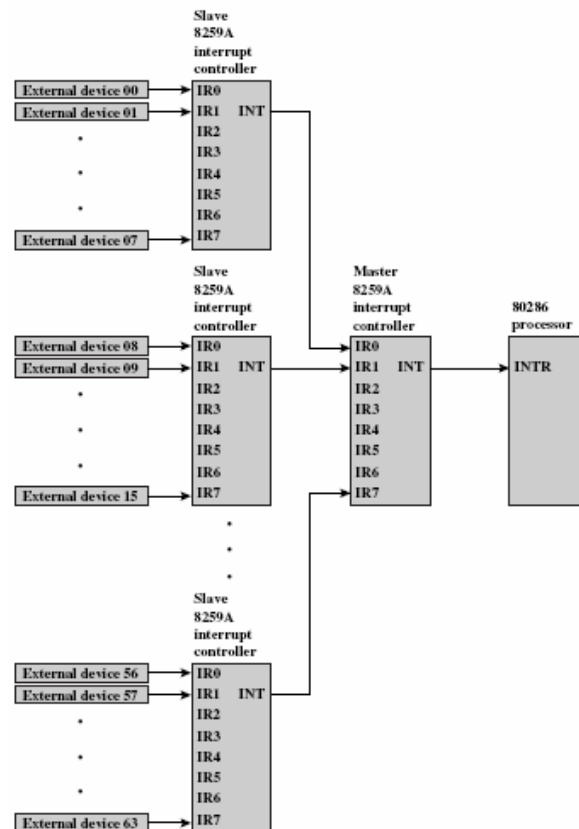 Slave
8259A
interrupt
controller
External device 00
IR0
External device 01
IR1 INT
IR2
IR3
IR4
IR5
IR6
External device 07
IR7
Slave
8259A
interrupt
controller
Master
8259A
interrupt
controller
80286
processor
External device 08
IR0
IR0
External device 09
IR1 INT
IR1 INT
INTR
IR2
IR2
IR3
IR3
IR4
IR4
IR5
IR5
IR6
IR6
External device 15
IR7
IR7
Slave
8259A
interrupt
controller
External device 56
IR0
External device 57
IR1 INT
IR2
IR3
IR4
IR5
IR6
External device 63
IR7